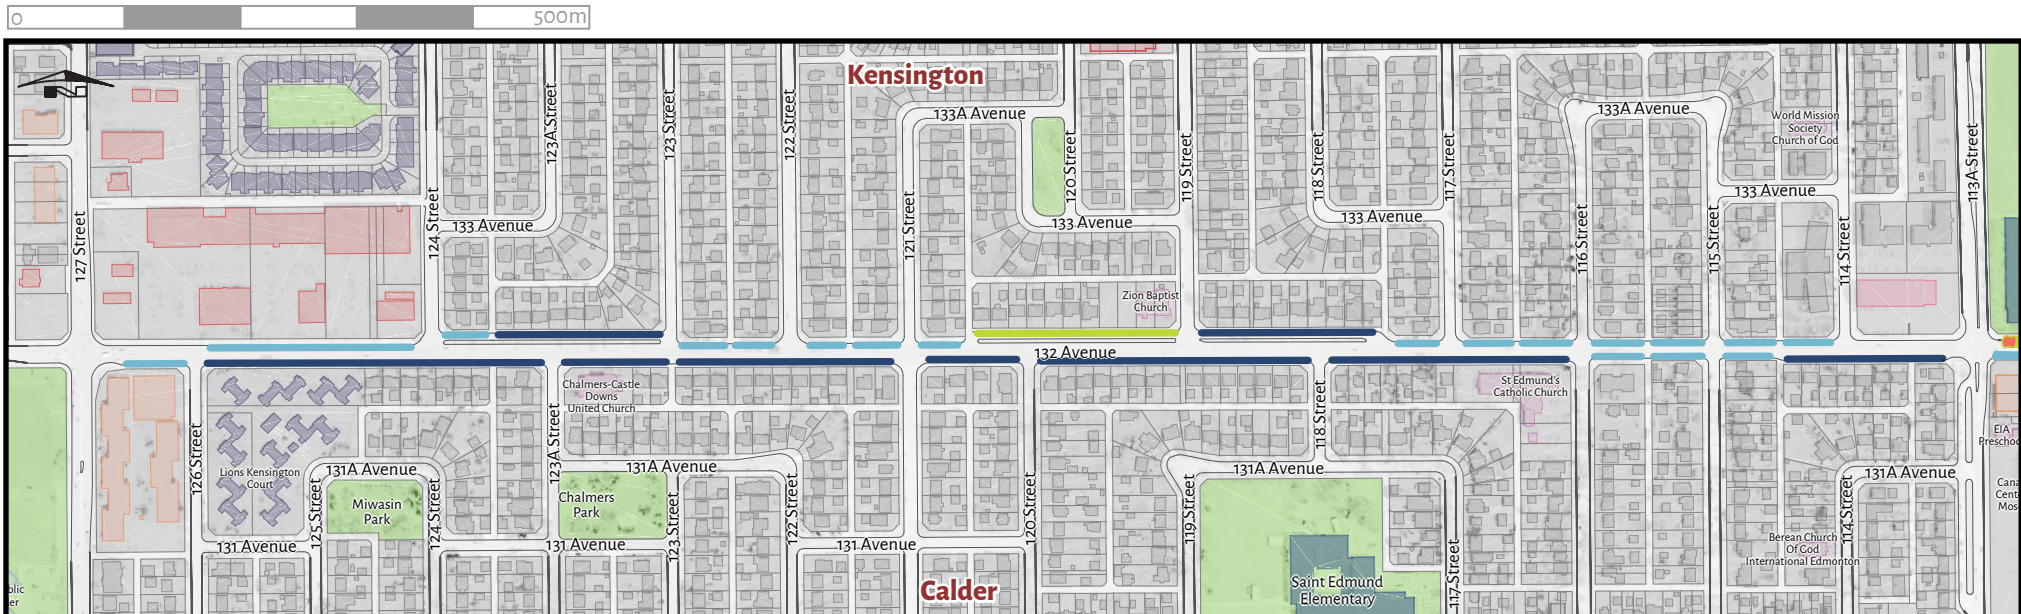 0
500m
Kensington
133A Avenue
133A Avenue
World Mission
Society
Church of God
127 Street
124 Street
123A Street
123 Street
122 Street
121 Street
120 Street
119 Street
118 Street
117 Street
116 Street
115 Street
114 Street
113A Street
133 Avenue
133 Avenue
133 Avenue
133 Avenue
Zion Baptist
Church
132 Avenue
Chalmers-Castle
Downs
United Church
St Edmund's
Catholic Church
EIA
Preschoo
126 Street
Lions Kensington
Court
131A Avenue
125 Street
Miwasin
Park
124 Street
123A Street
131A Avenue
Chalmers
Park
123 Street
122 Street
120 Street
119 Street
118 Street
131A Avenue
117 Street
131A Avenue
114 Street
Cana
Cent
Mos
131 Avenue
131 Avenue
131 Avenue
Berean Church
Of God
International Edmonton
Calder
Saint Edmund
Elementary
blic
er